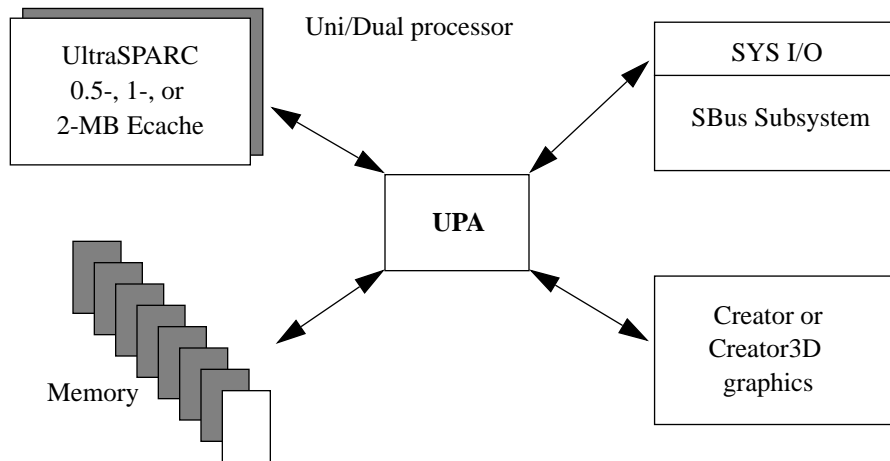 Uni/Dual processor
UltraSPARC
0.5-, 1-, or
2-MB Ecache
SYS I/O
SBus Subsystem
UPA
Memory
Creator or
Creator3D
graphics